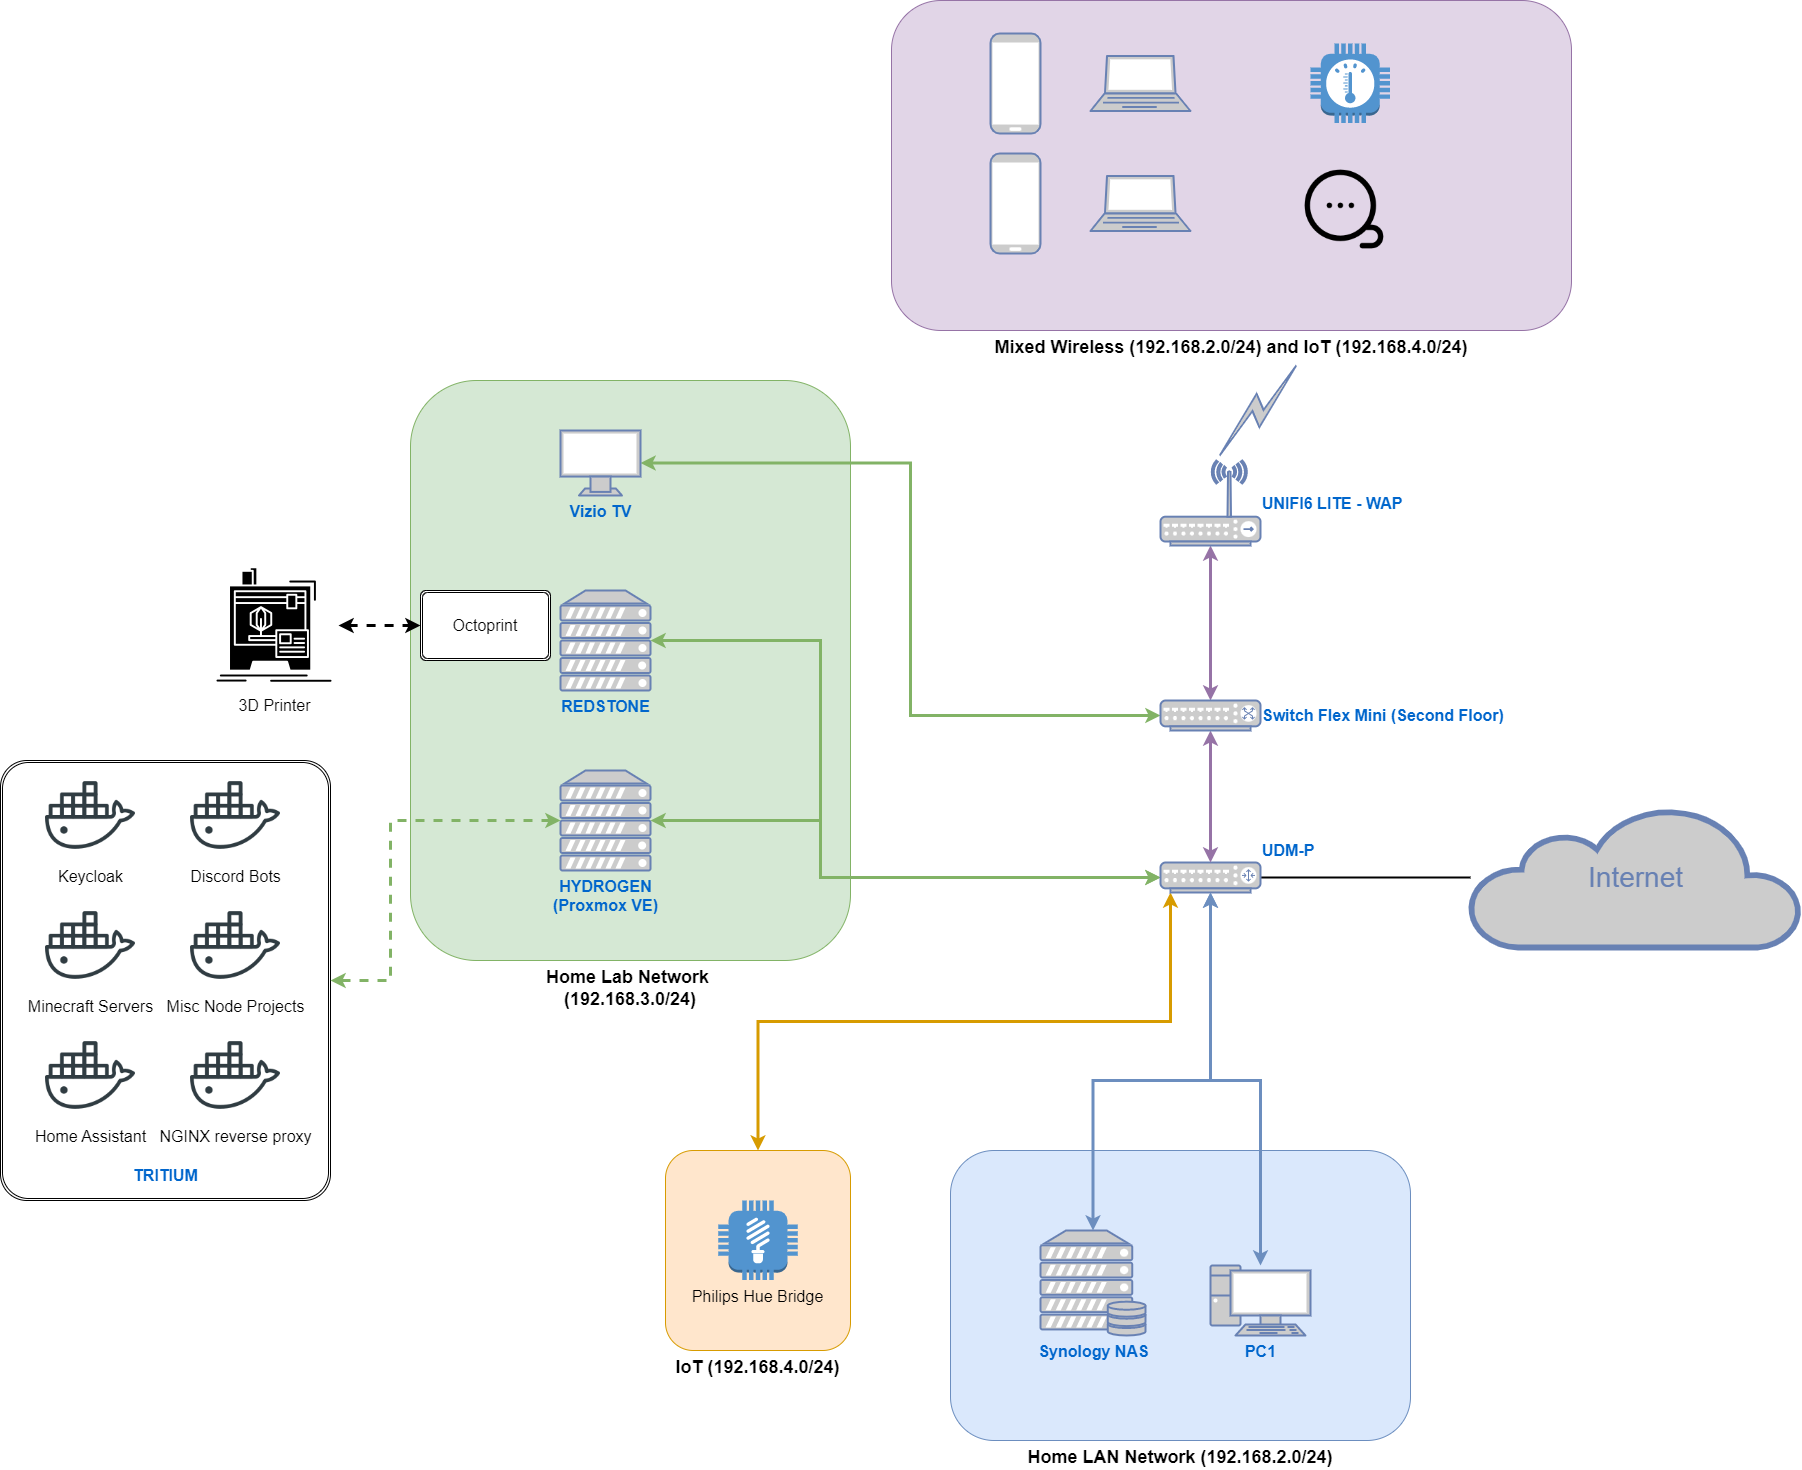 Mixed Wireless (192.168.2.0/24) and IoT (192.168.4.0/24)
UNIFI6 LITE - WAP
Vizio TV
Octoprint
REDSTONE
3D Printer
Switch Flex Mini (Second Floor)
UDM-P
Internet
HYDROGEN
(Proxmox VE)
Home Lab Network
(192.168.3.0/24)
Keycloak
Discord Bots
Minecraft Servers
Misc Node Projects
Home Assistant
NGINX reverse proxy
TRITIUM
Philips Hue Bridge
IoT (192.168.4.0/24)
Synology NAS
PC1
Home LAN Network (192.168.2.0/24)